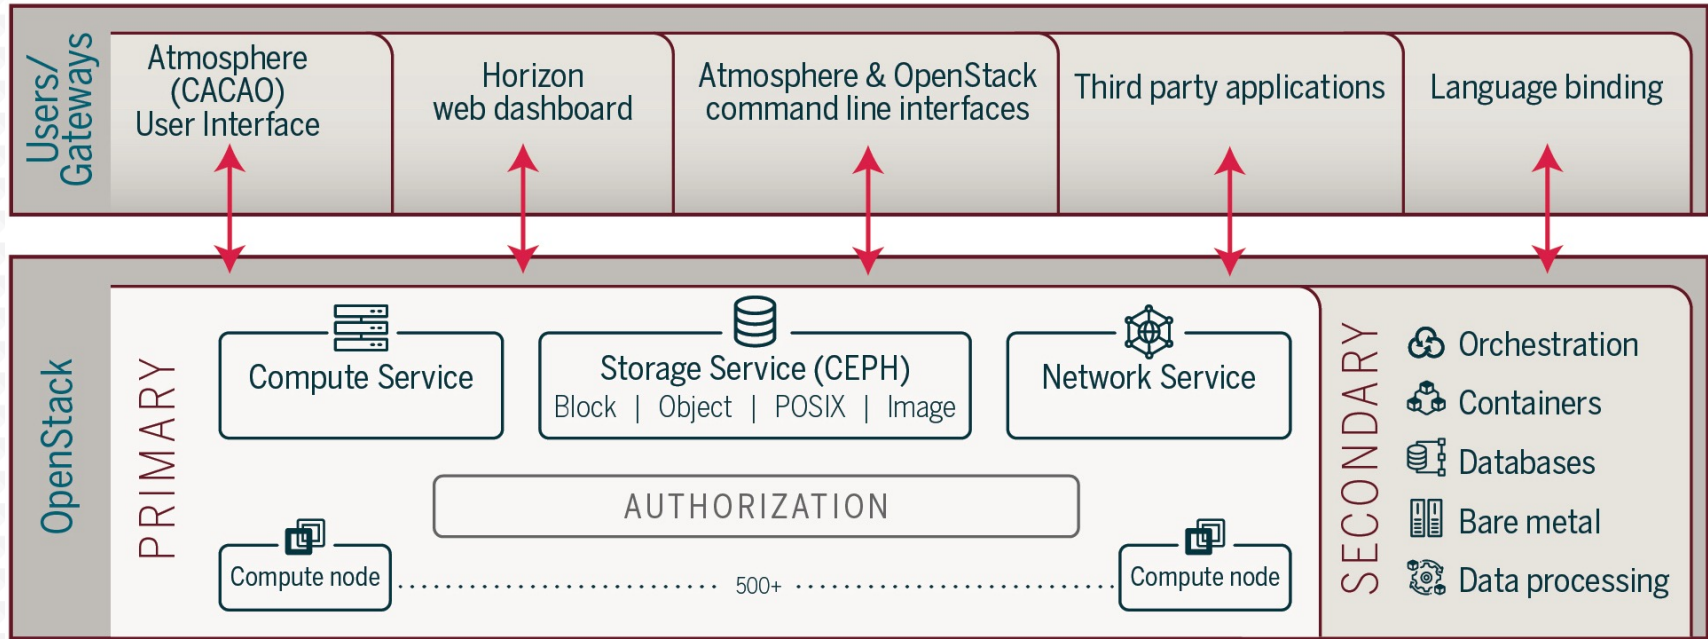 Users/
Gateways
Atmosphere
(CACAO)
User Interface
Horizon
web dashboard
Atmosphere & OpenStack
command line interfaces
Third party applications
Language binding
OpenStack
PRIMARY
Compute Service
Storage Service (CEPH)
Block | Object | POSIX | Image
Network Service
AUTHORIZATION
Compute node
500+
Compute node
SECONDARY
Orchestration
Containers
Databases
Bare metal
Data processing